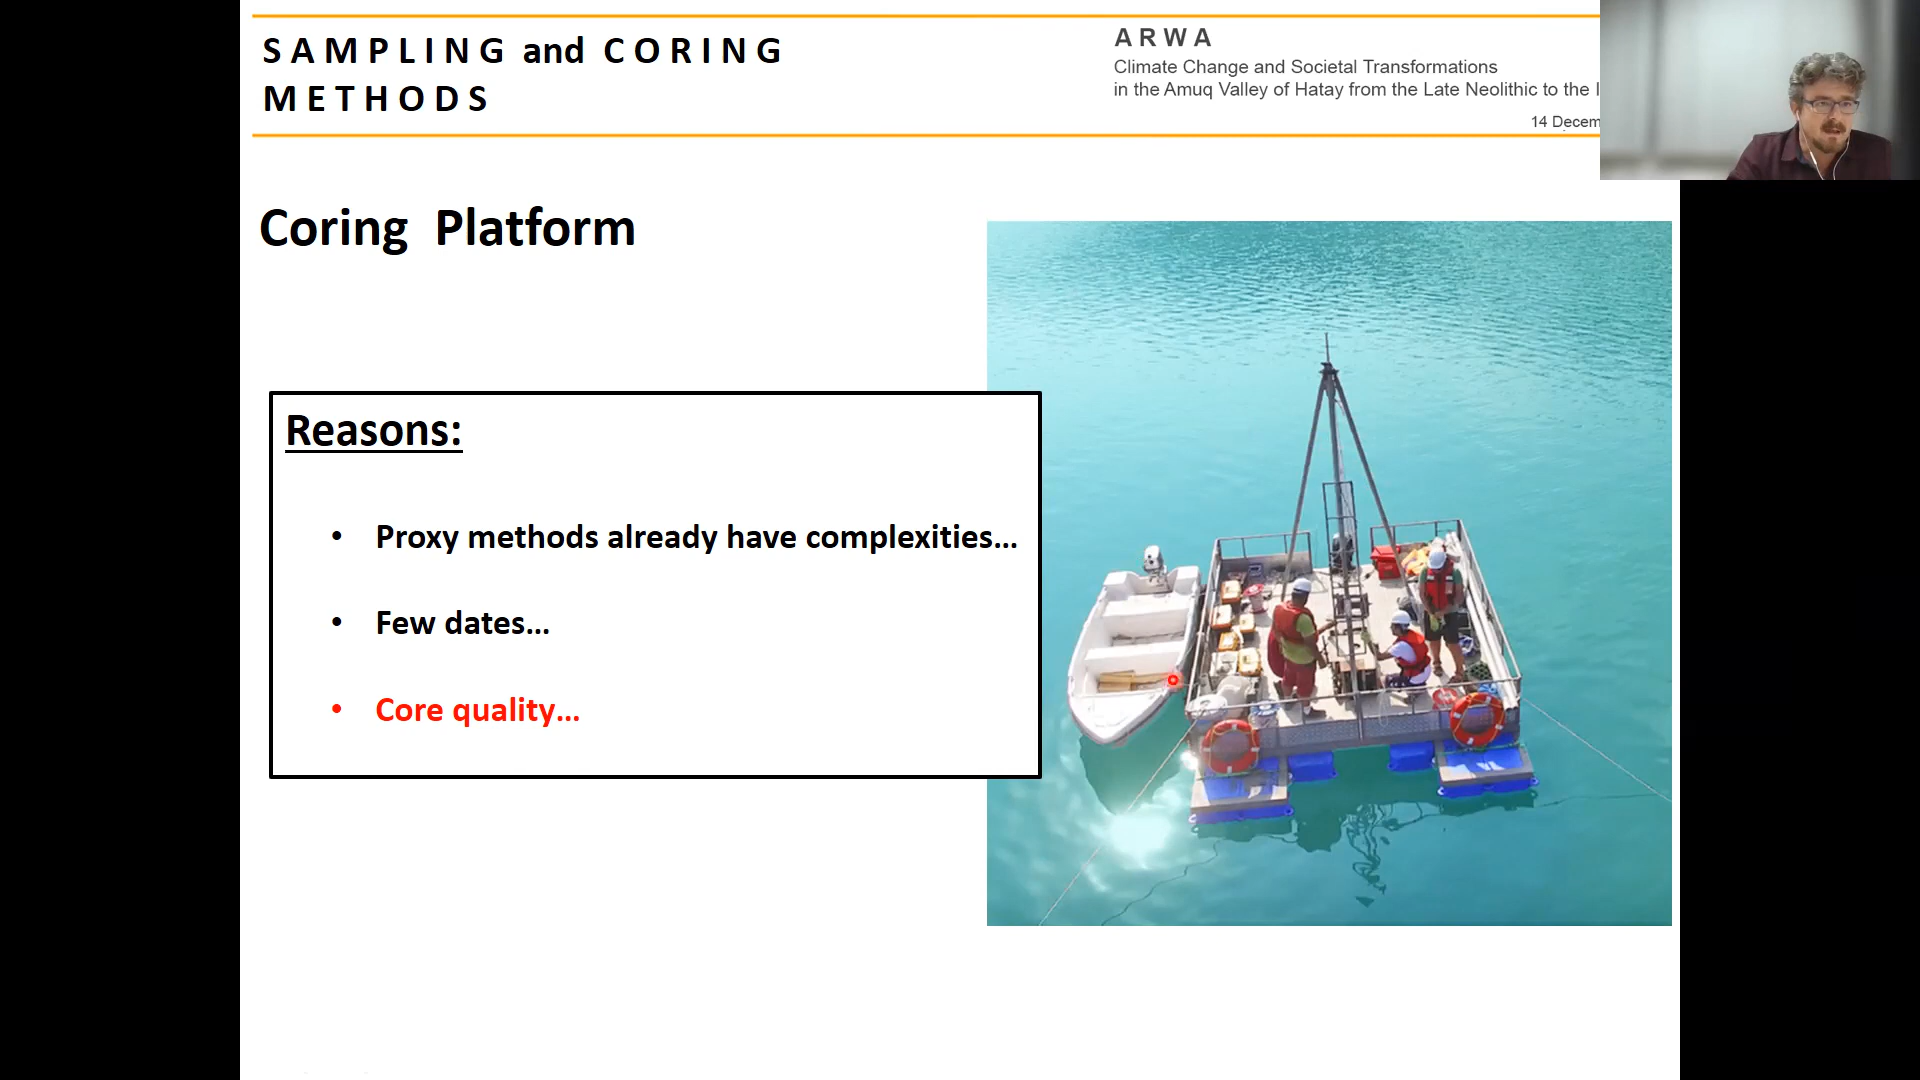 SAMPLING and CORING
METHODS
ARWA
Climate Change and Societal Transformations
in the Amuq Valley of Hatay from the Late Neolithic to the
14 Decem
Coring Platform
Reasons:
• Proxy methods already have complexities...
• Few dates...
• Core quality...